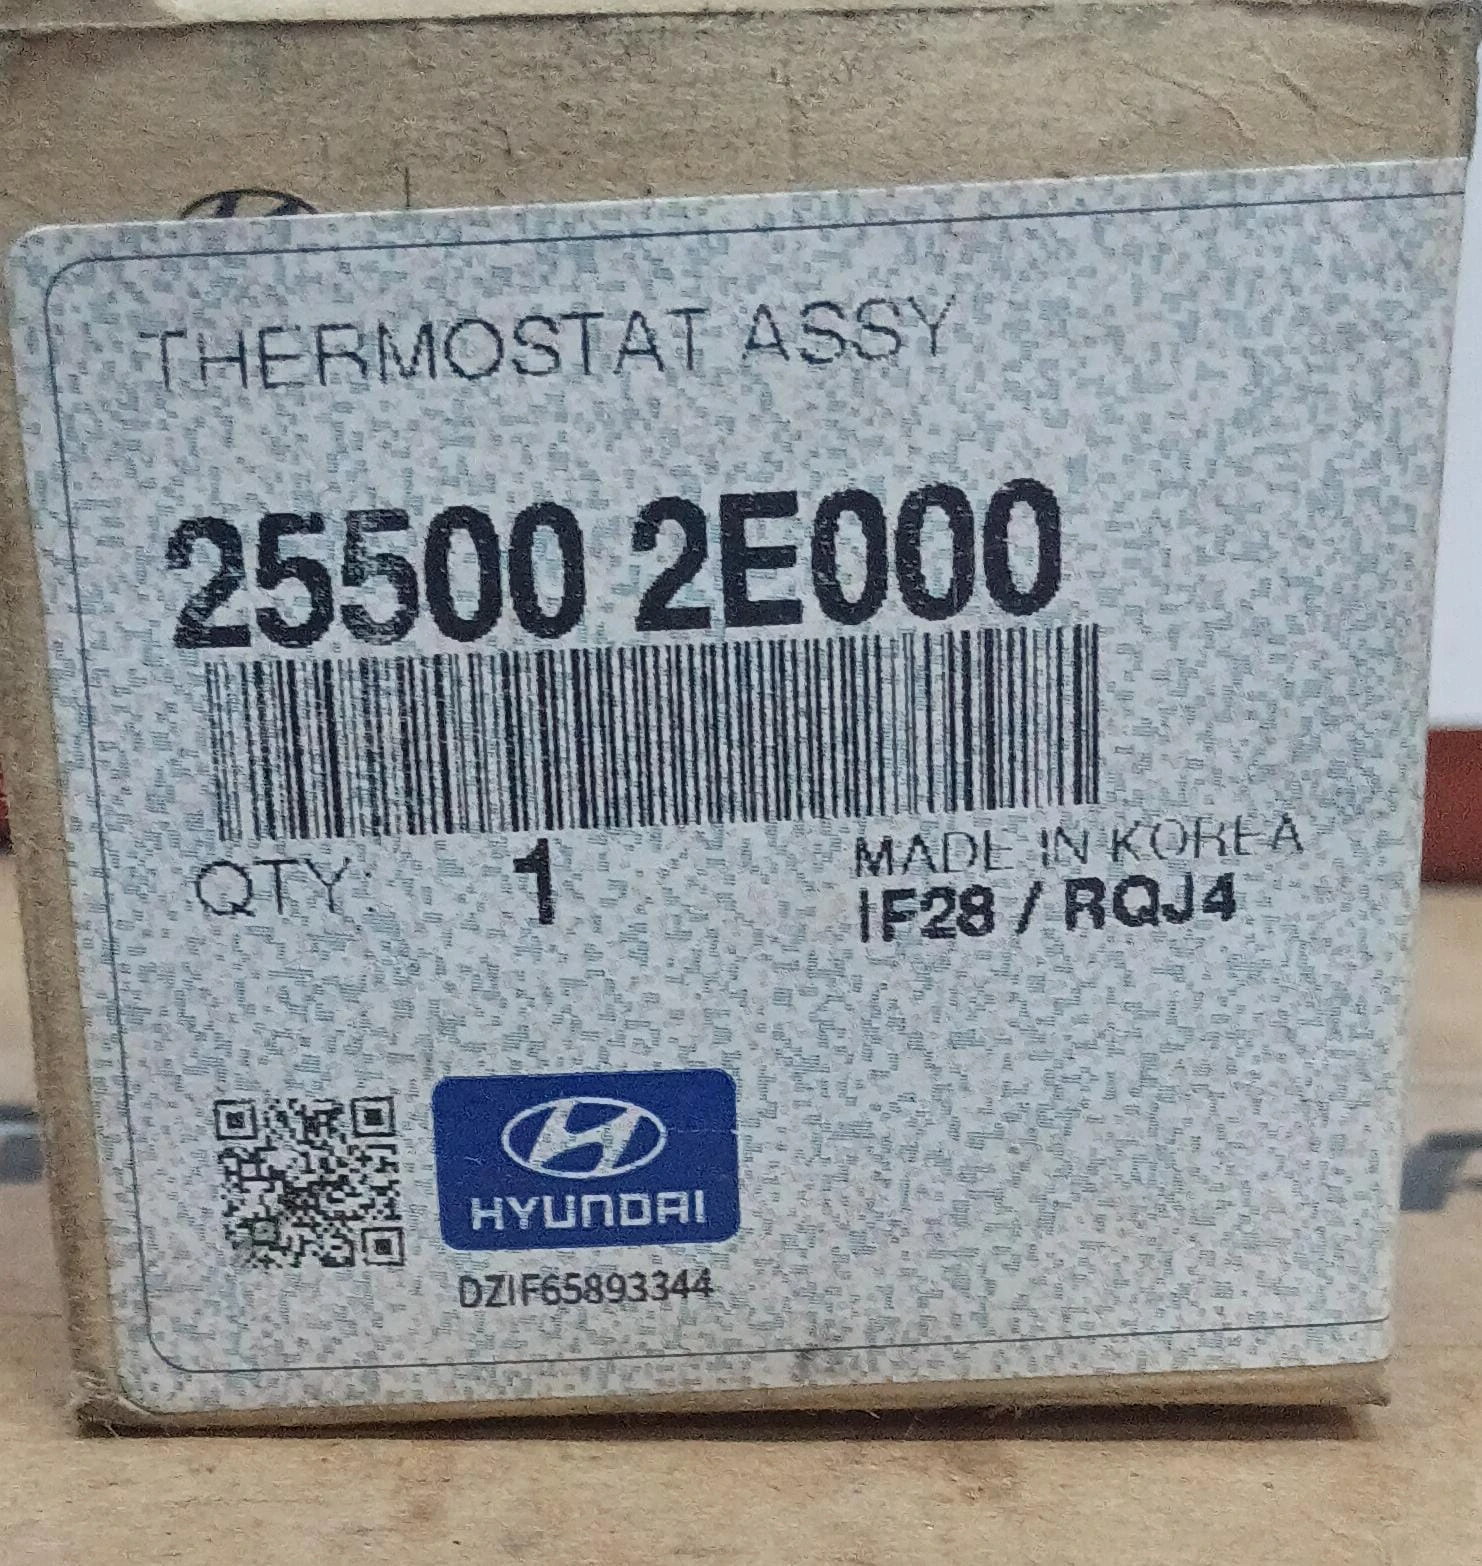 THERMOSTAT ASSY
25500 2E000
QTY: 1
MADE IN KOREA
IF28 / RQJ4
HYUNDAI
DZIF65893344